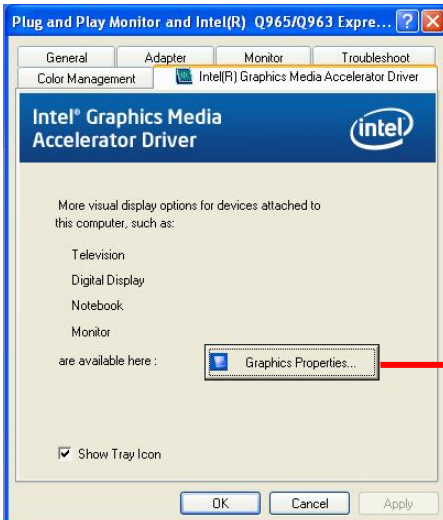 Plug and Play Monitor and Intel(R) Q965/Q963 Expre...
General Adapter Monitor Troubleshoot
Color Management Intel(R) Graphics Media Accelerator Driver
Intel® Graphics Media
Accelerator Driver
intel
More visual display options for devices attached to
this computer, such as:
Television
Digital Display
Notebook
Monitor
are available here :
Graphics Properties...
Show Tray Icon
OK Cancel Apply